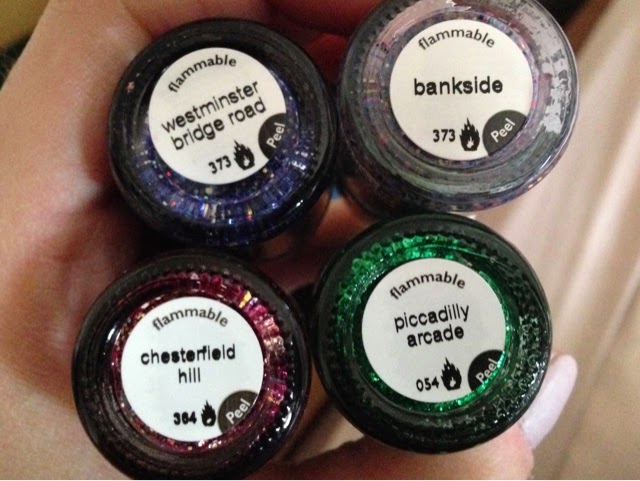 flammable
westminster
bridge road
373
Peel
flammable
bankside
373
Peel
flammable
chesterfield
hill
364
Peel
flammable
piccadilly
arcade
054
Peel